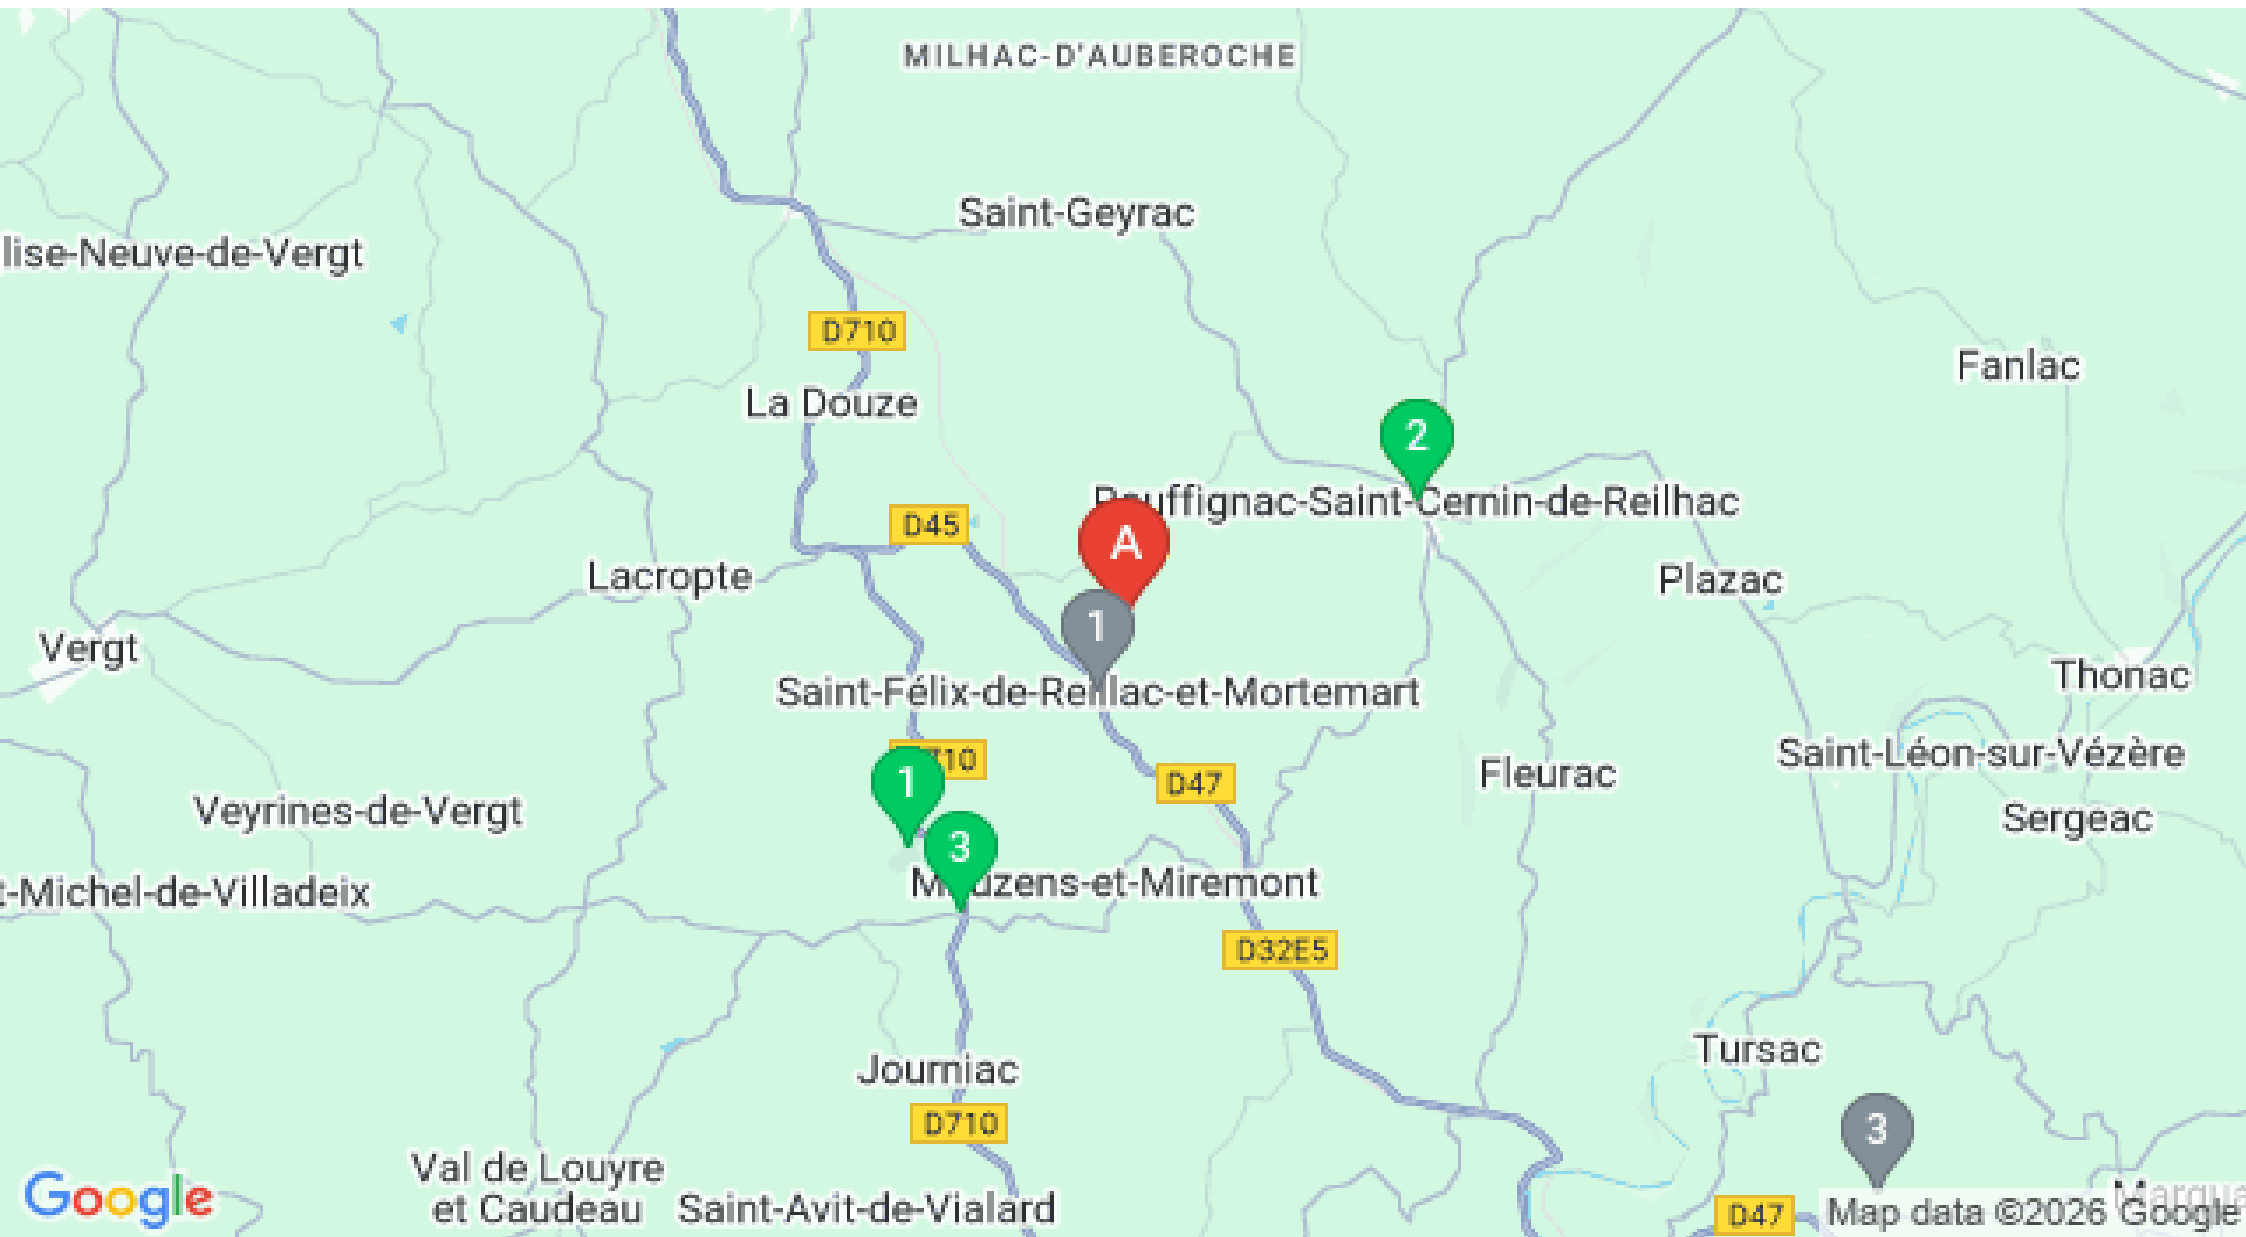 MILHAC-D'AUBEROCHE
Saint-Geyrac
lise-Neuve-de-Vergt
D710
Fanlac
La Douze
2
Rouffignac-Saint-Cernin-de-Reilhac
D45
A
Lacropte
Plazac
1
Vergt
Thonac
Saint-Félix-de-Reillac-et-Mortemart
Saint-Léon-sur-Vézère
D710
1
D47
Fleurac
Veyrines-de-Vergt
Sergeac
3
Mauzens-et-Miremont
t-Michel-de-Villadeix
D32E5
Tursac
Journiac
D710
3
Val de Louyre
et Caudeau
Saint-Avit-de-Vialard
Google
D47
Marqua
Map data ©2026 Google